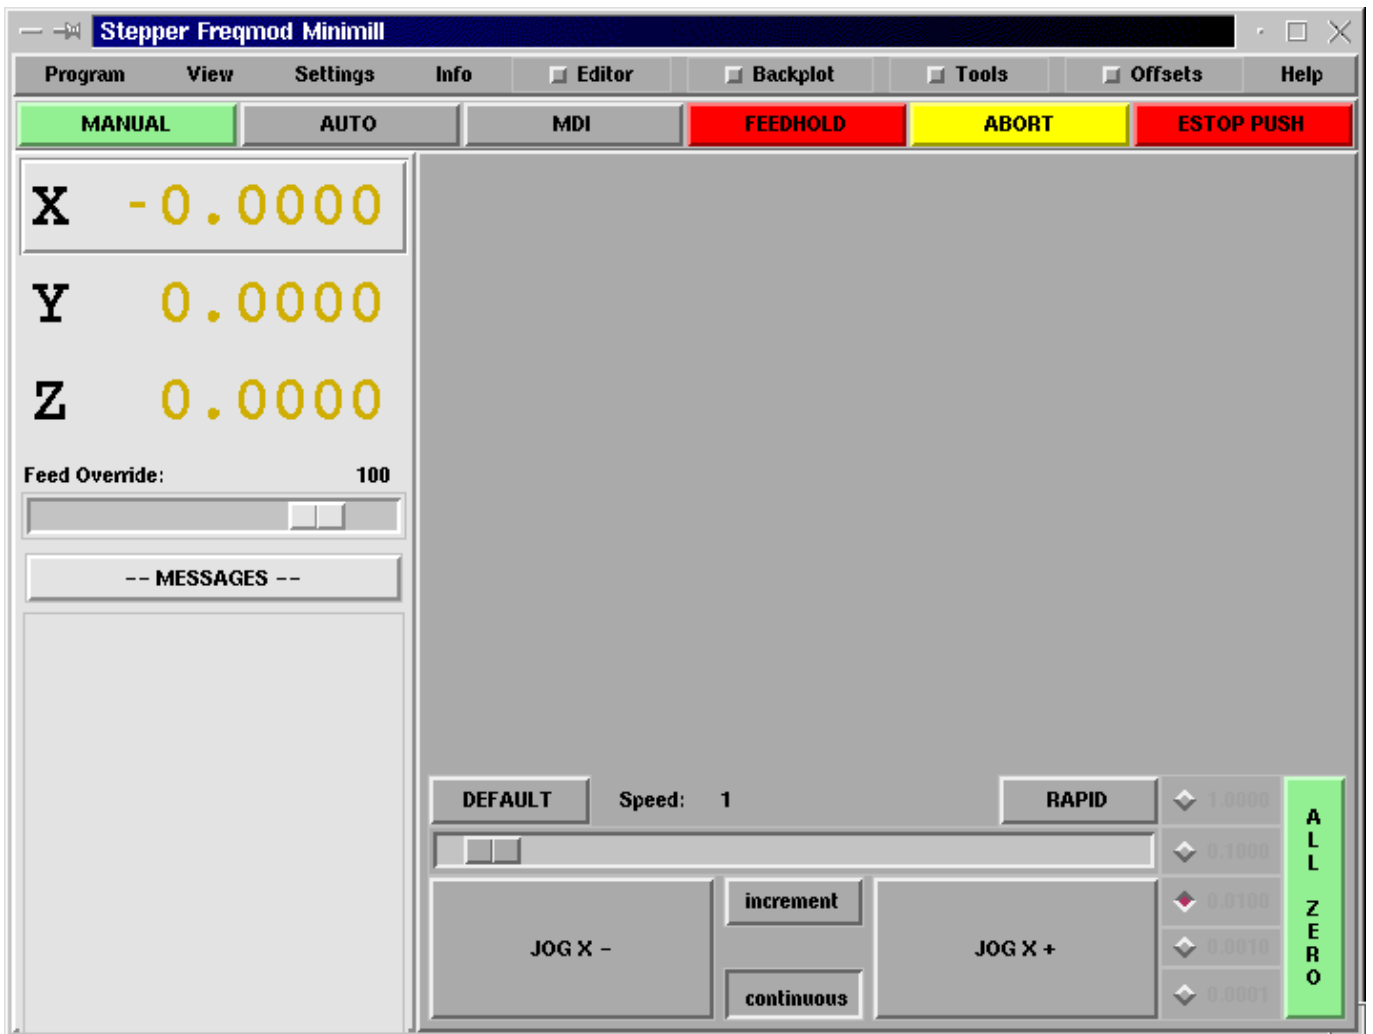 Stepper Freqmod Minimill
Program View Settings Info Editor Backplot Tools Offsets Help
MANUAL AUTO MDI FEEDHOLD ABORT ESTOP PUSH
X -0.0000
Y 0.0000
Z 0.0000
Feed Override: 100
-- MESSAGES --
DEFAULT Speed: 1 RAPID
1.0000
0.1000
0.0100
0.0010
0.0001
JOG X -
increment
continuous
JOG X +
ALL ZERO